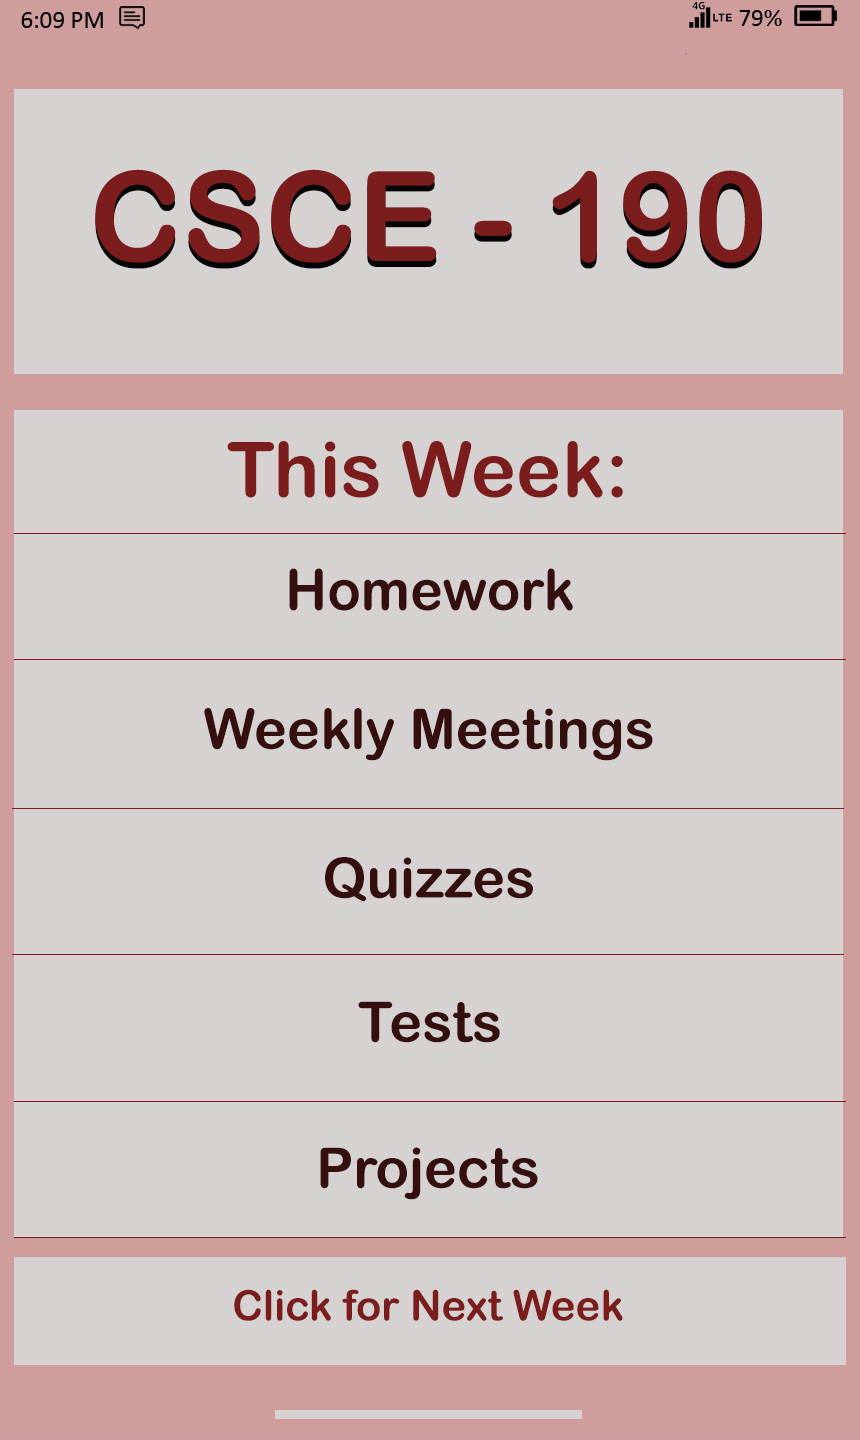 6:09 PM 4G LTE 79%
CSCE - 190
This Week:
Homework
Weekly Meetings
Quizzes
Tests
Projects
Click for Next Week